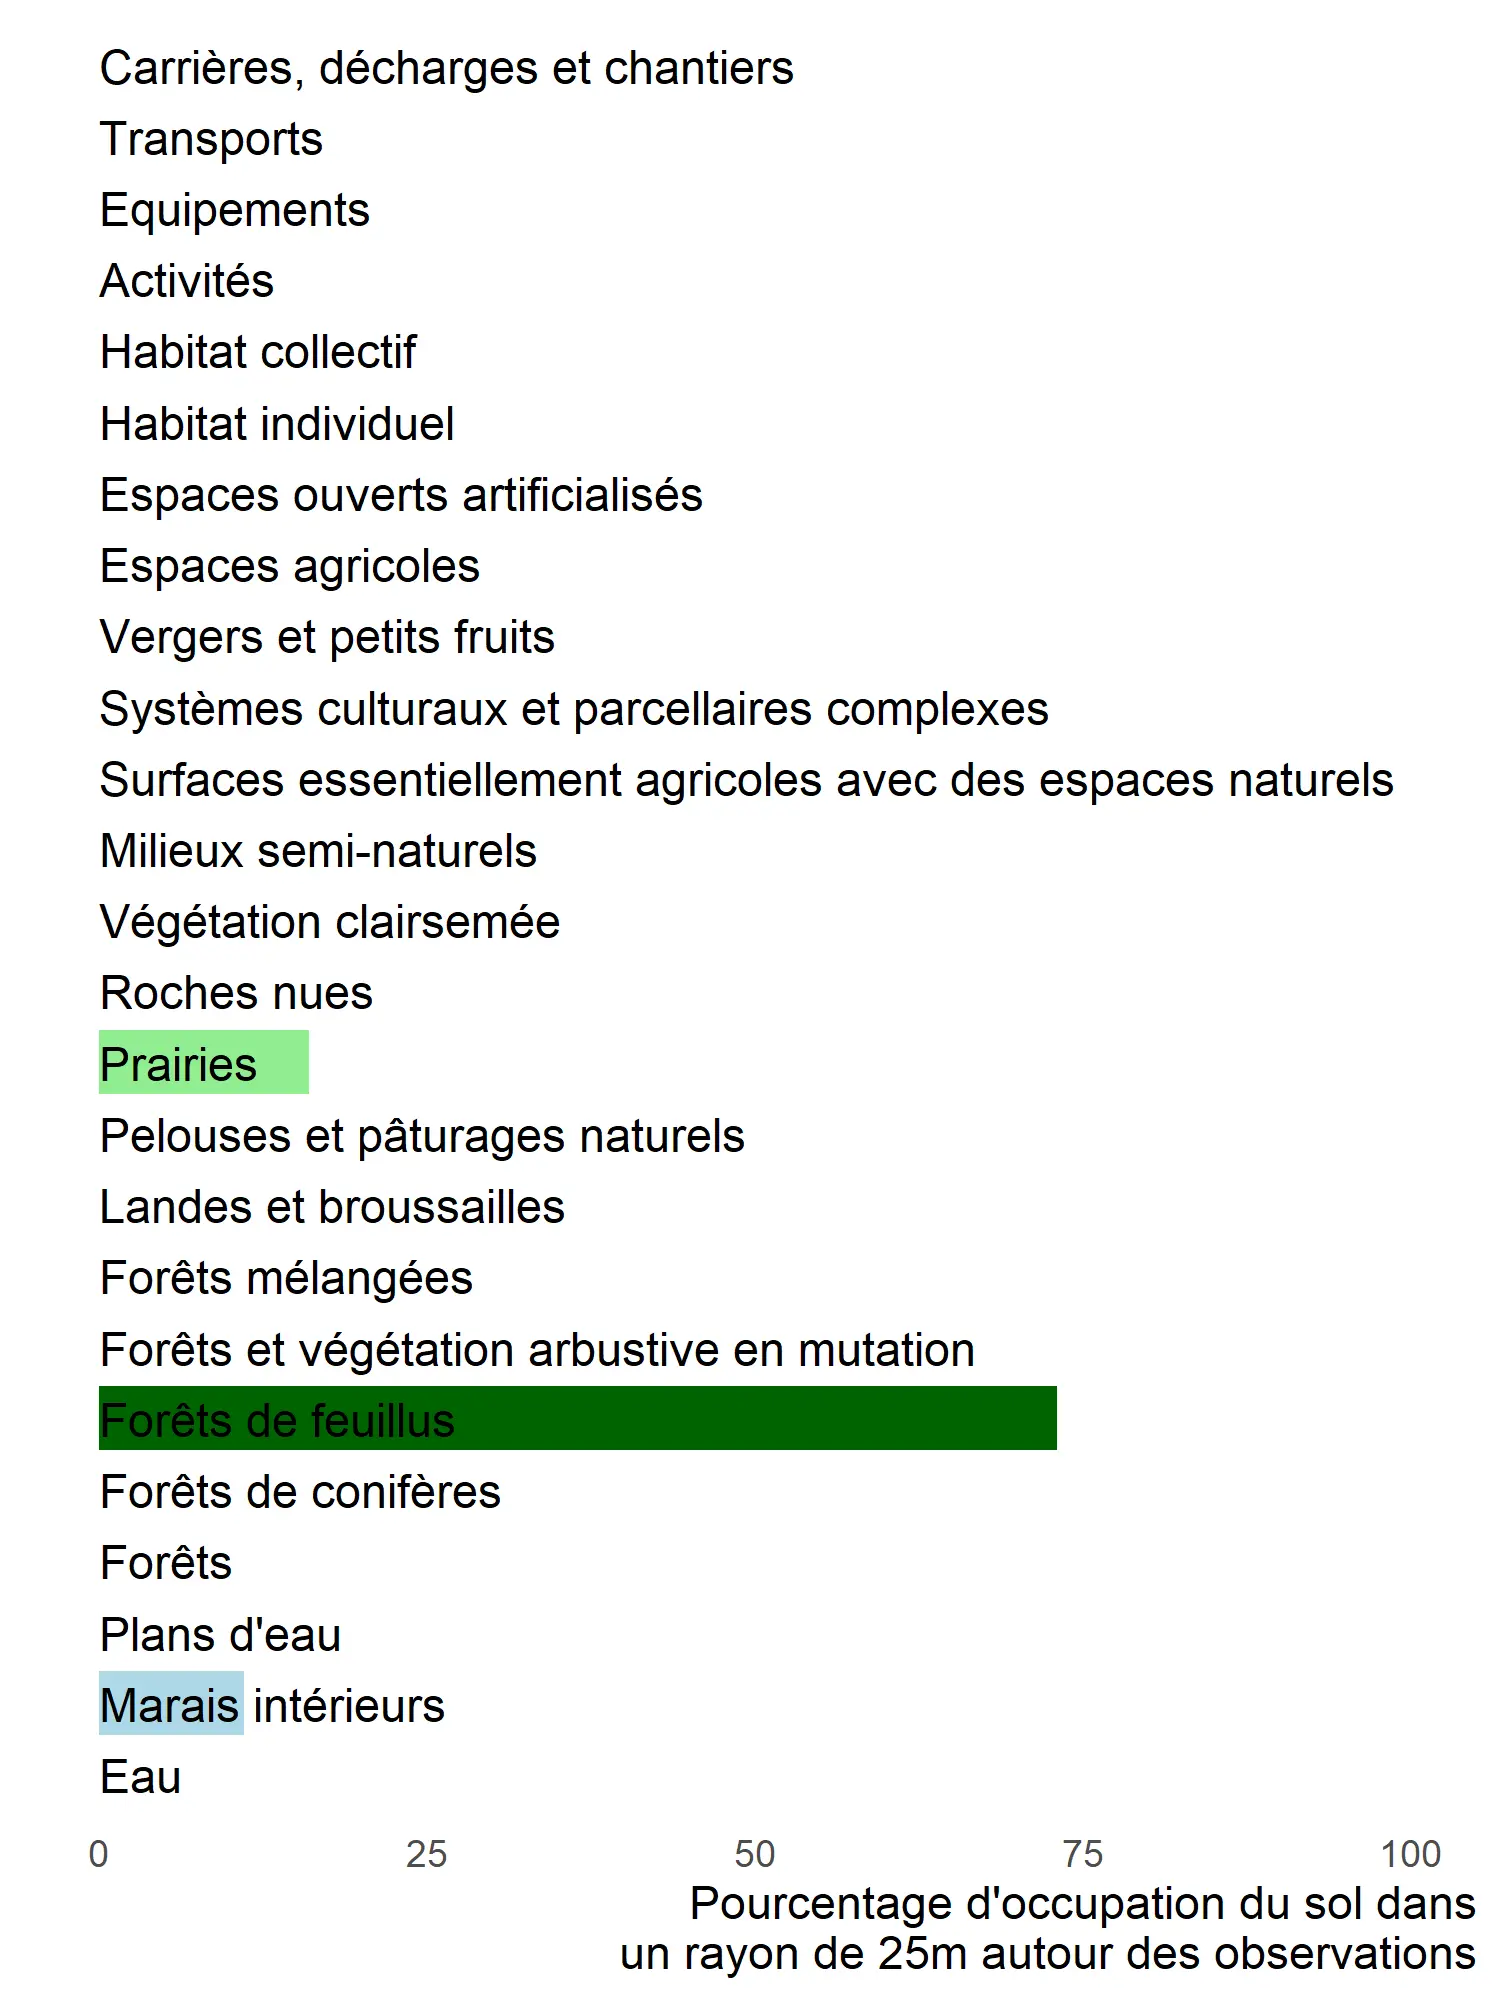 Carrières, décharges et chantiers
Transports
Equipements
Activités
Habitat collectif
Habitat individuel
Espaces ouverts artificialisés
Espaces agricoles
Vergers et petits fruits
Systèmes culturaux et parcellaires complexes
Surfaces essentiellement agricoles avec des espaces naturels
Milieux semi-naturels
Végétation clairsemée
Roches nues
Prairies
Pelouses et pâturages naturels
Landes et broussailles
Forêts mélangées
Forêts et végétation arbustive en mutation
Forêts de feuillus
Forêts de conifères
Forêts
Plans d'eau
Marais intérieurs
Eau
0 25 50 75 100
Pourcentage d'occupation du sol dans
un rayon de 25m autour des observations